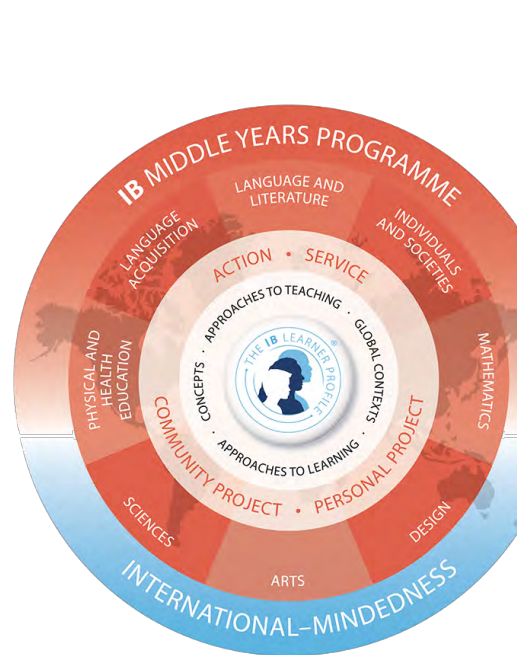 IB MIDDLE YEARS PROGRAMME
LANGUAGE AND
LITERATURE
LANGUAGE
ACQUISITION
INDIVIDUALS
AND SOCIETIES
ACTION • SERVICE
APPROACHES TO TEACHING ·
GLOBAL CONTEXTS ·
THE IB LEARNER PROFILE
®
CONCEPTS ·
PHYSICAL AND
HEALTH
EDUCATION
MATHEMATICS
APPROACHES TO LEARNING ·
COMMUNITY PROJECT • PERSONAL PROJECT
SCIENCES
DESIGN
ARTS
INTERNATIONAL–MINDEDNESS